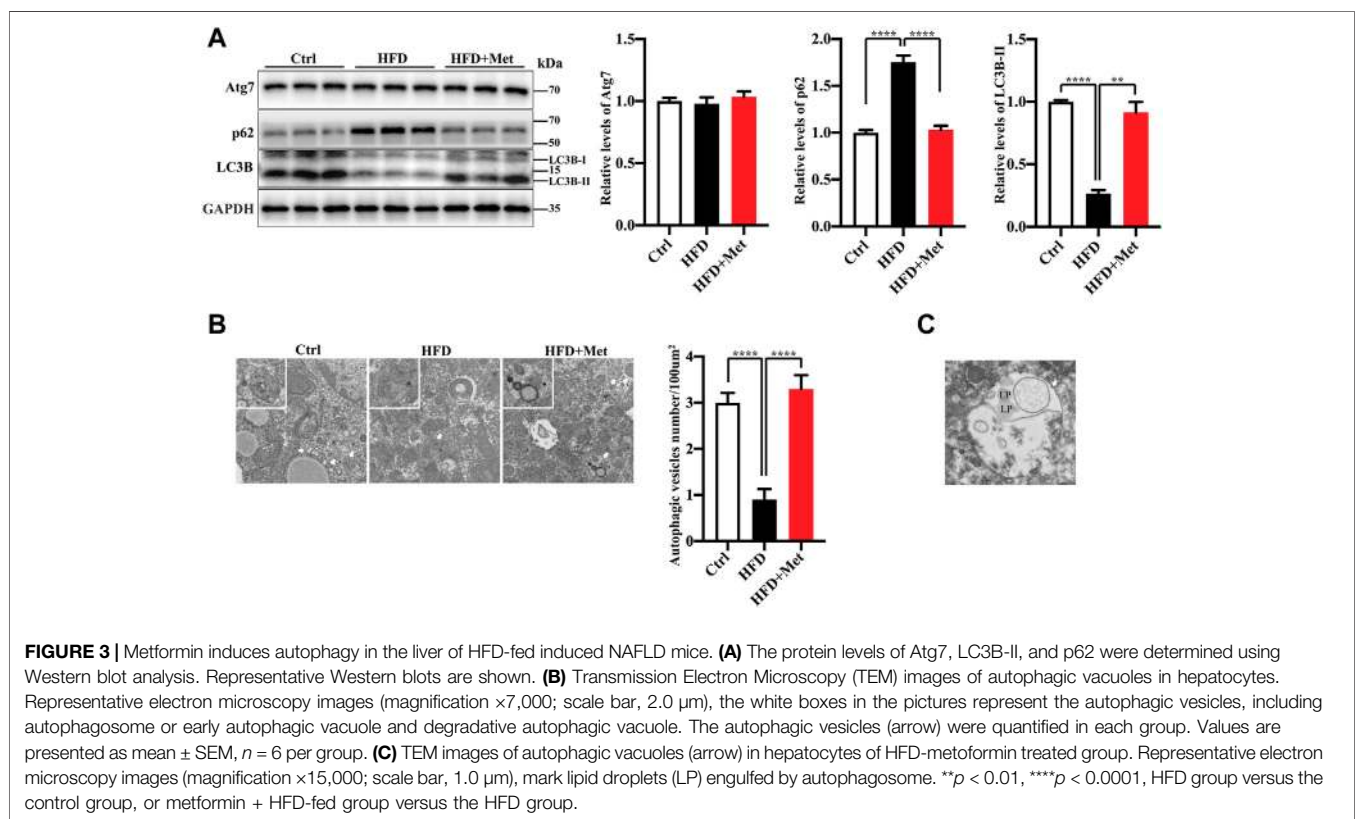 A
Ctrl HFD HFD+Met kDa
Atg7 70
p62 70
50
LC3B LC3B-I
15
LC3B-II
GAPDH 35
Relative levels of Atg7
1.5
1.0
0.5
0.0
Ctrl HFD HFD+Met
Relative levels of p62
2.0
1.5
1.0
0.5
0.0
**** ****
Ctrl HFD HFD+Met
Relative levels of LC3B-II
1.5
1.0
0.5
0.0
**** **
Ctrl HFD HFD+Met
B
Ctrl HFD HFD+Met
Autophagic vesicles number/100um²
4
3
2
1
0
**** ****
Ctrl HFD HFD+Met
C
LP
LP
FIGURE 3 | Metformin induces autophagy in the liver of HFD-fed induced NAFLD mice. (A) The protein levels of Atg7, LC3B-II, and p62 were determined using
Western blot analysis. Representative Western blots are shown. (B) Transmission Electron Microscopy (TEM) images of autophagic vacuoles in hepatocytes.
Representative electron microscopy images (magnification ×7,000; scale bar, 2.0 µm), the white boxes in the pictures represent the autophagic vesicles, including
autophagosome or early autophagic vacuole and degradative autophagic vacuole. The autophagic vesicles (arrow) were quantified in each group. Values are
presented as mean ± SEM, n = 6 per group. (C) TEM images of autophagic vacuoles (arrow) in hepatocytes of HFD-metoformin treated group. Representative electron
microscopy images (magnification ×15,000; scale bar, 1.0 µm), mark lipid droplets (LP) engulfed by autophagosome. **p < 0.01, ****p < 0.0001, HFD group versus the
control group, or metformin + HFD-fed group versus the HFD group.